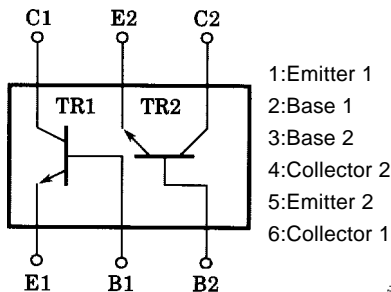 C1 E2 C2
TR1 TR2
E1 B1 B2
1:Emitter 1
2:Base 1
3:Base 2
4:Collector 2
5:Emitter 2
6:Collector 1